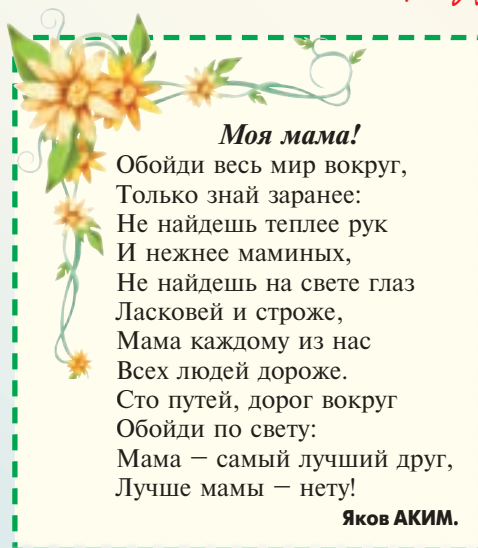 Моя мама!
Обойди весь мир вокруг,
Только знай заранее:
Не найдешь теплее рук
И нежнее маминых,
Не найдешь на свете глаз
Ласковей и строже,
Мама каждому из нас
Всех людей дороже.
Сто путей, дорог вокруг
Обойди по свету:
Мама – самый лучший друг,
Лучше мамы – нету!
Яков АКИМ.